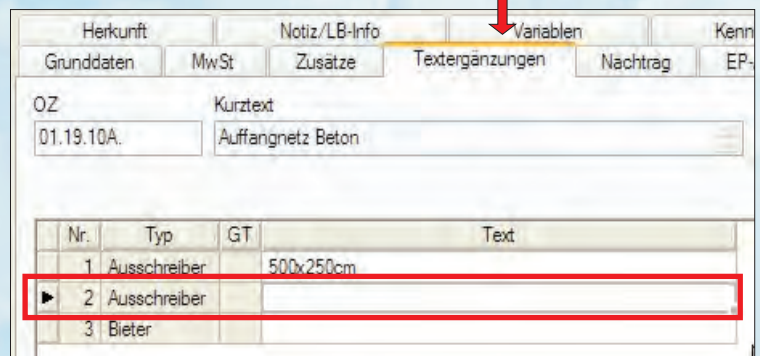 Herkunft Notiz/LB-Info Variablen Kenn
Grunddaten MwSt Zusätze Textergänzungen Nachtrag EP-
OZ Kurztext
01.19.10A. Auffangnetz Beton
Nr. Typ GT Text
1 Ausschreiber 500x250cm
2 Ausschreiber
3 Bieter